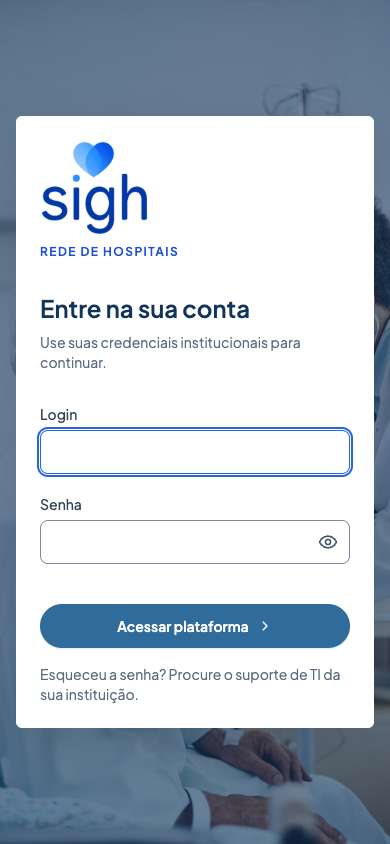 sigh
REDE DE HOSPITAIS
Entre na sua conta
Use suas credenciais institucionais para
continuar.
Login
Senha
Acessar plataforma
Esqueceu a senha? Procure o suporte de TI da
sua instituição.